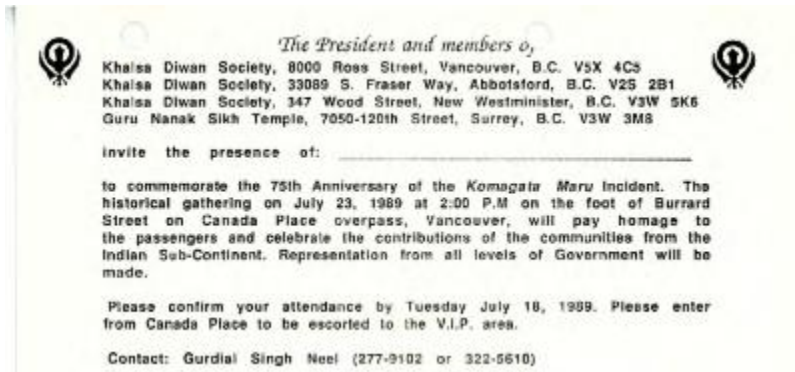 The President and members o,
Khalsa Diwan Society, 8000 Ross Street, Vancouver, B.C. V5X 4C5
Khalsa Diwan Society, 33089 S. Fraser Way, Abbotsford, B.C. V2S 2B1
Khalsa Diwan Society, 347 Wood Street, New Westminister, B.C. V3W 5K6
Guru Nanak Sikh Temple, 7050-120th Street, Surrey, B.C. V3W 3M8
invite the presence of:
to commemorate the 75th Anniversary of the Komagata Maru Incident. The
historical gathering on July 23, 1989 at 2:00 P.M on the foot of Burrard
Street on Canada Place overpass, Vancouver, will pay homage to
the passengers and celebrate the contributions of the communities from the
Indian Sub-Continent. Representation from all levels of Government will be
made.
Please confirm your attendance by Tuesday July 18, 1989. Please enter
from Canada Place to be escorted to the V.I.P. area.
Contact: Gurdial Singh Neel (277-9102 or 322-5610)